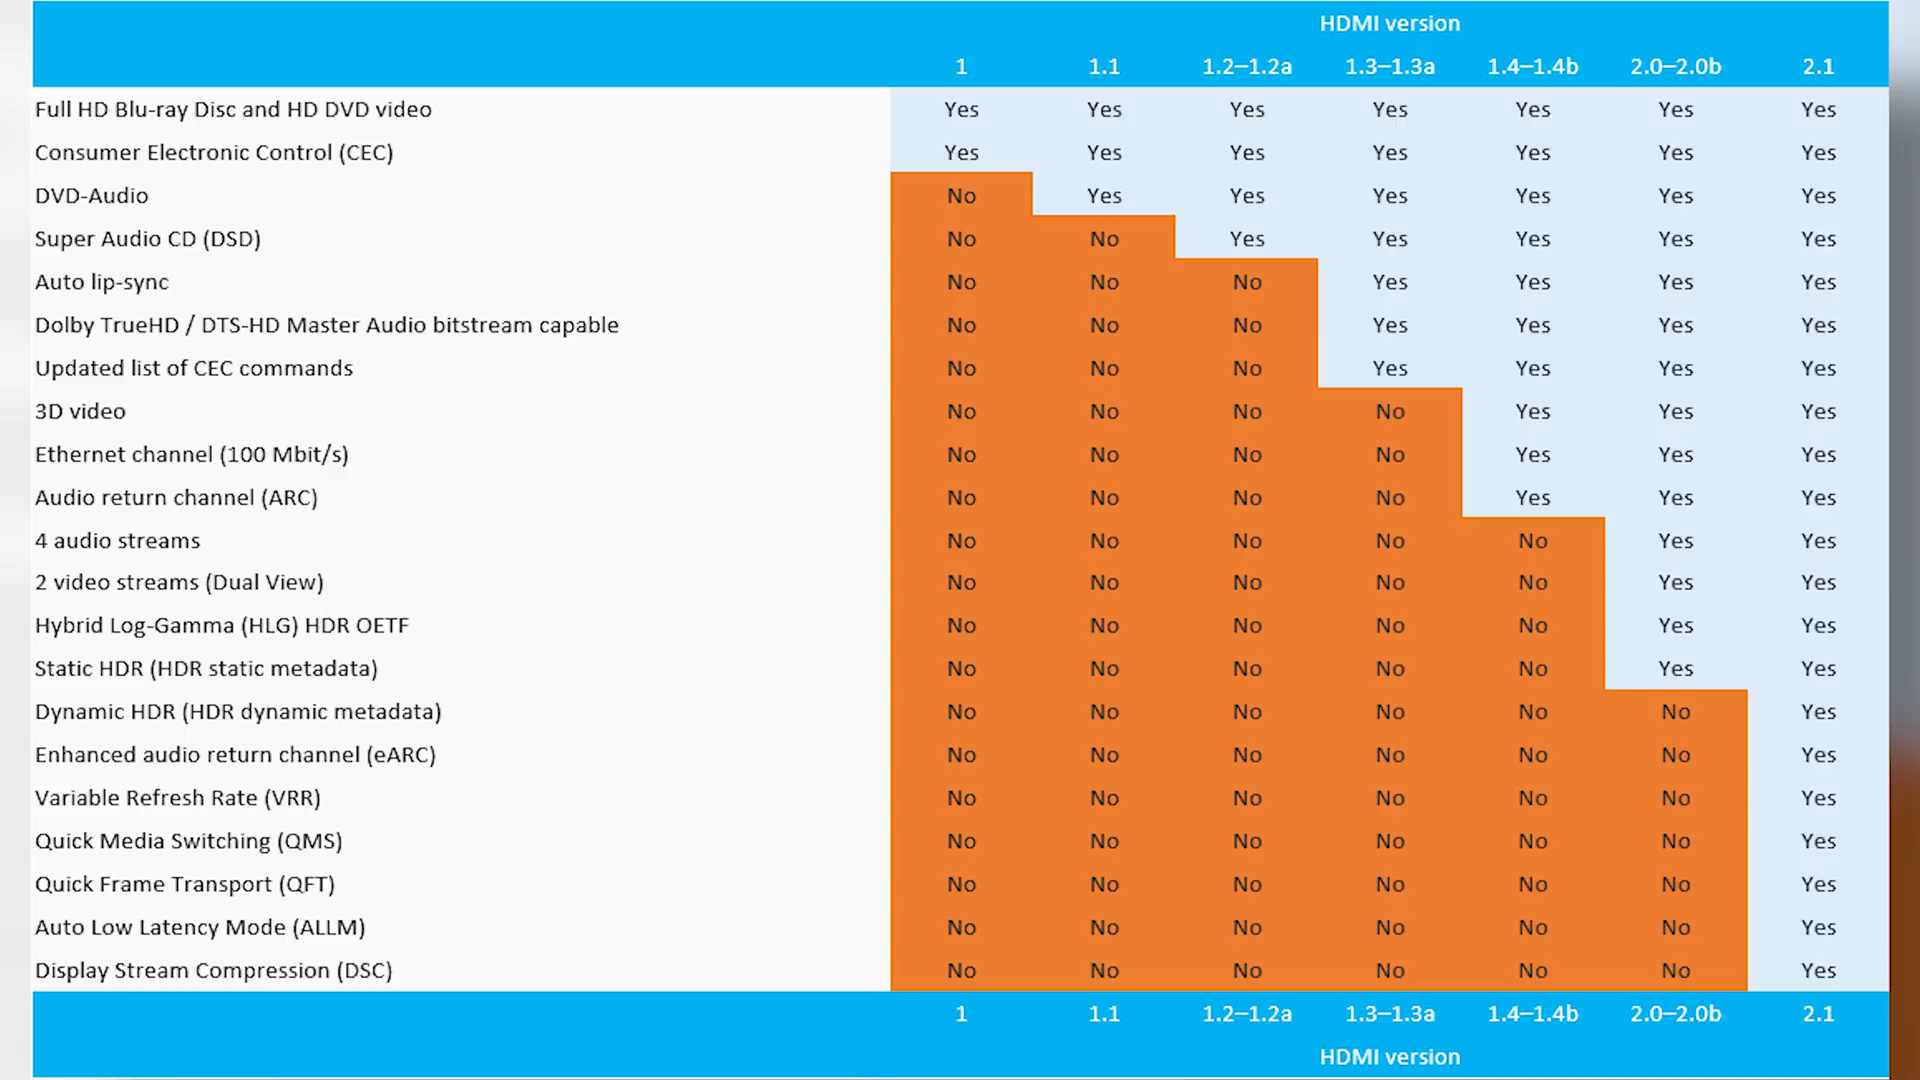 HDMI version
1 1.1 1.2–1.2a 1.3–1.3a 1.4–1.4b 2.0–2.0b 2.1
Full HD Blu-ray Disc and HD DVD video Yes Yes Yes Yes Yes Yes Yes
Consumer Electronic Control (CEC) Yes Yes Yes Yes Yes Yes Yes
DVD-Audio No Yes Yes Yes Yes Yes Yes
Super Audio CD (DSD) No No Yes Yes Yes Yes Yes
Auto lip-sync No No No Yes Yes Yes Yes
Dolby TrueHD / DTS-HD Master Audio bitstream capable No No No Yes Yes Yes Yes
Updated list of CEC commands No No No Yes Yes Yes Yes
3D video No No No No Yes Yes Yes
Ethernet channel (100 Mbit/s) No No No No Yes Yes Yes
Audio return channel (ARC) No No No No Yes Yes Yes
4 audio streams No No No No No Yes Yes
2 video streams (Dual View) No No No No No Yes Yes
Hybrid Log-Gamma (HLG) HDR OETF No No No No No Yes Yes
Static HDR (HDR static metadata) No No No No No Yes Yes
Dynamic HDR (HDR dynamic metadata) No No No No No No Yes
Enhanced audio return channel (eARC) No No No No No No Yes
Variable Refresh Rate (VRR) No No No No No No Yes
Quick Media Switching (QMS) No No No No No No Yes
Quick Frame Transport (QFT) No No No No No No Yes
Auto Low Latency Mode (ALLM) No No No No No No Yes
Display Stream Compression (DSC) No No No No No No Yes
1 1.1 1.2–1.2a 1.3–1.3a 1.4–1.4b 2.0–2.0b 2.1
HDMI version